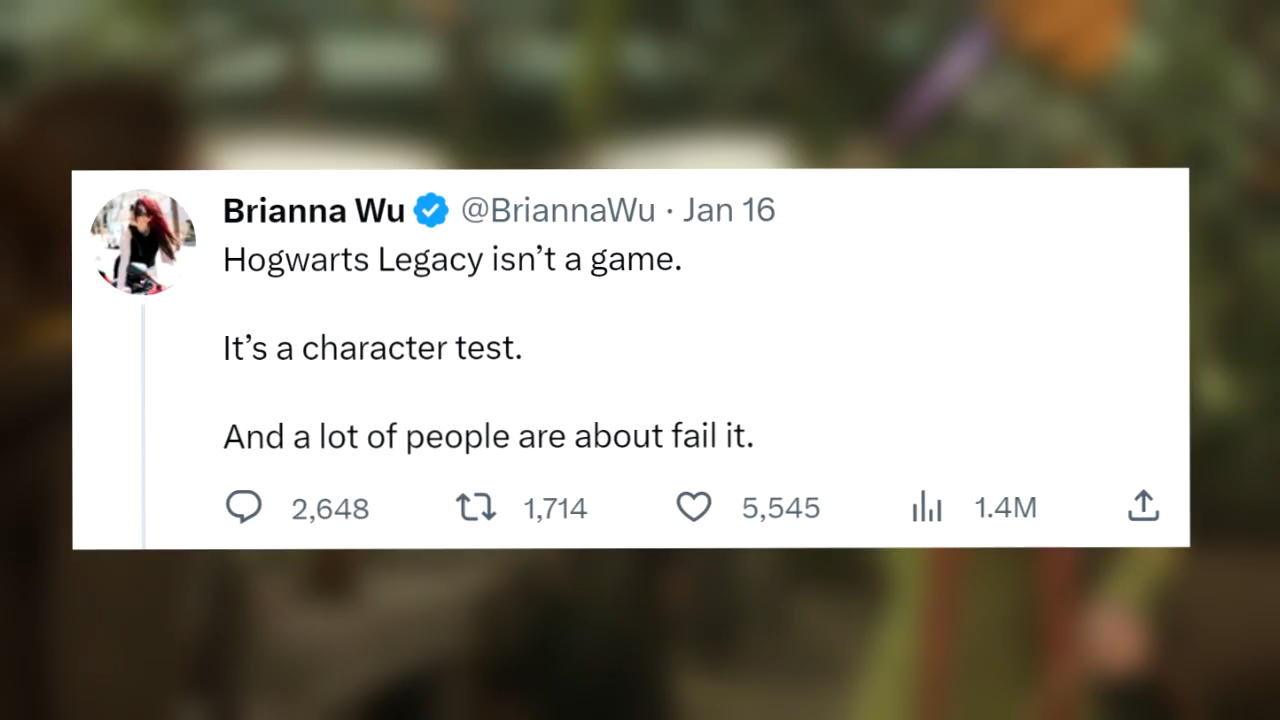 Brianna Wu @BriannaWu · Jan 16
Hogwarts Legacy isn’t a game.
It’s a character test.
And a lot of people are about fail it.
2,648 1,714 5,545 1.4M